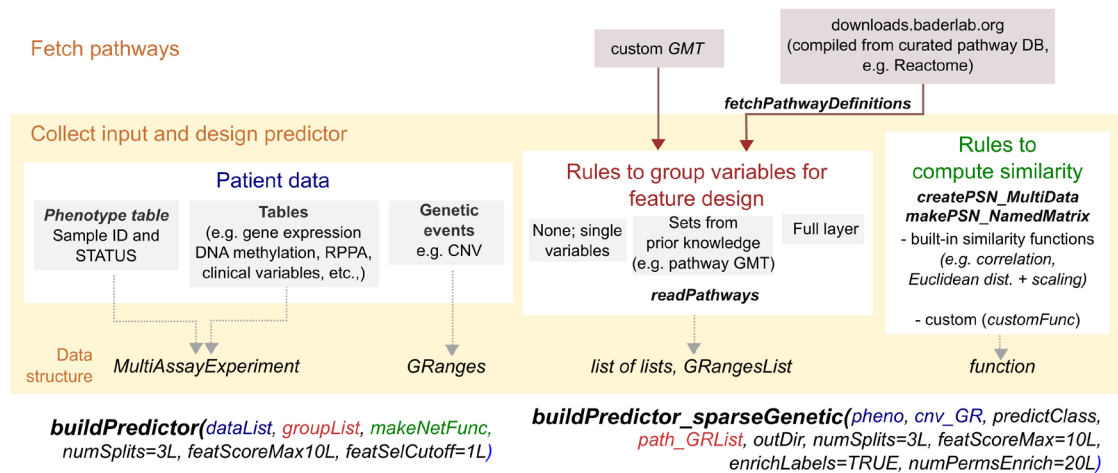 Fetch pathways
custom GMT
downloads.baderlab.org
(compiled from curated pathway DB,
e.g. Reactome)
fetchPathwayDefinitions
Collect input and design predictor
Patient data
Phenotype table
Sample ID and
STATUS
Tables
(e.g. gene expression
DNA methylation, RPPA,
clinical variables, etc.,)
Genetic
events
e.g. CNV
Rules to group variables for
feature design
None; single
variables
Sets from
prior knowledge
(e.g. pathway GMT)
Full layer
readPathways
Rules to
compute similarity
createPSN_MultiData
makePSN_NamedMatrix
- built-in similarity functions
(e.g. correlation,
Euclidean dist. + scaling)
- custom (customFunc)
Data
structure
MultiAssayExperiment
GRanges
list of lists, GRangesList
function
buildPredictor(dataList, groupList, makeNetFunc,
numSplits=3L, featScoreMax10L, featSelCutoff=1L)
buildPredictor_sparseGenetic(pheno, cnv_GR, predictClass,
path_GRList, outDir, numSplits=3L, featScoreMax=10L,
enrichLabels=TRUE, numPermsEnrich=20L)